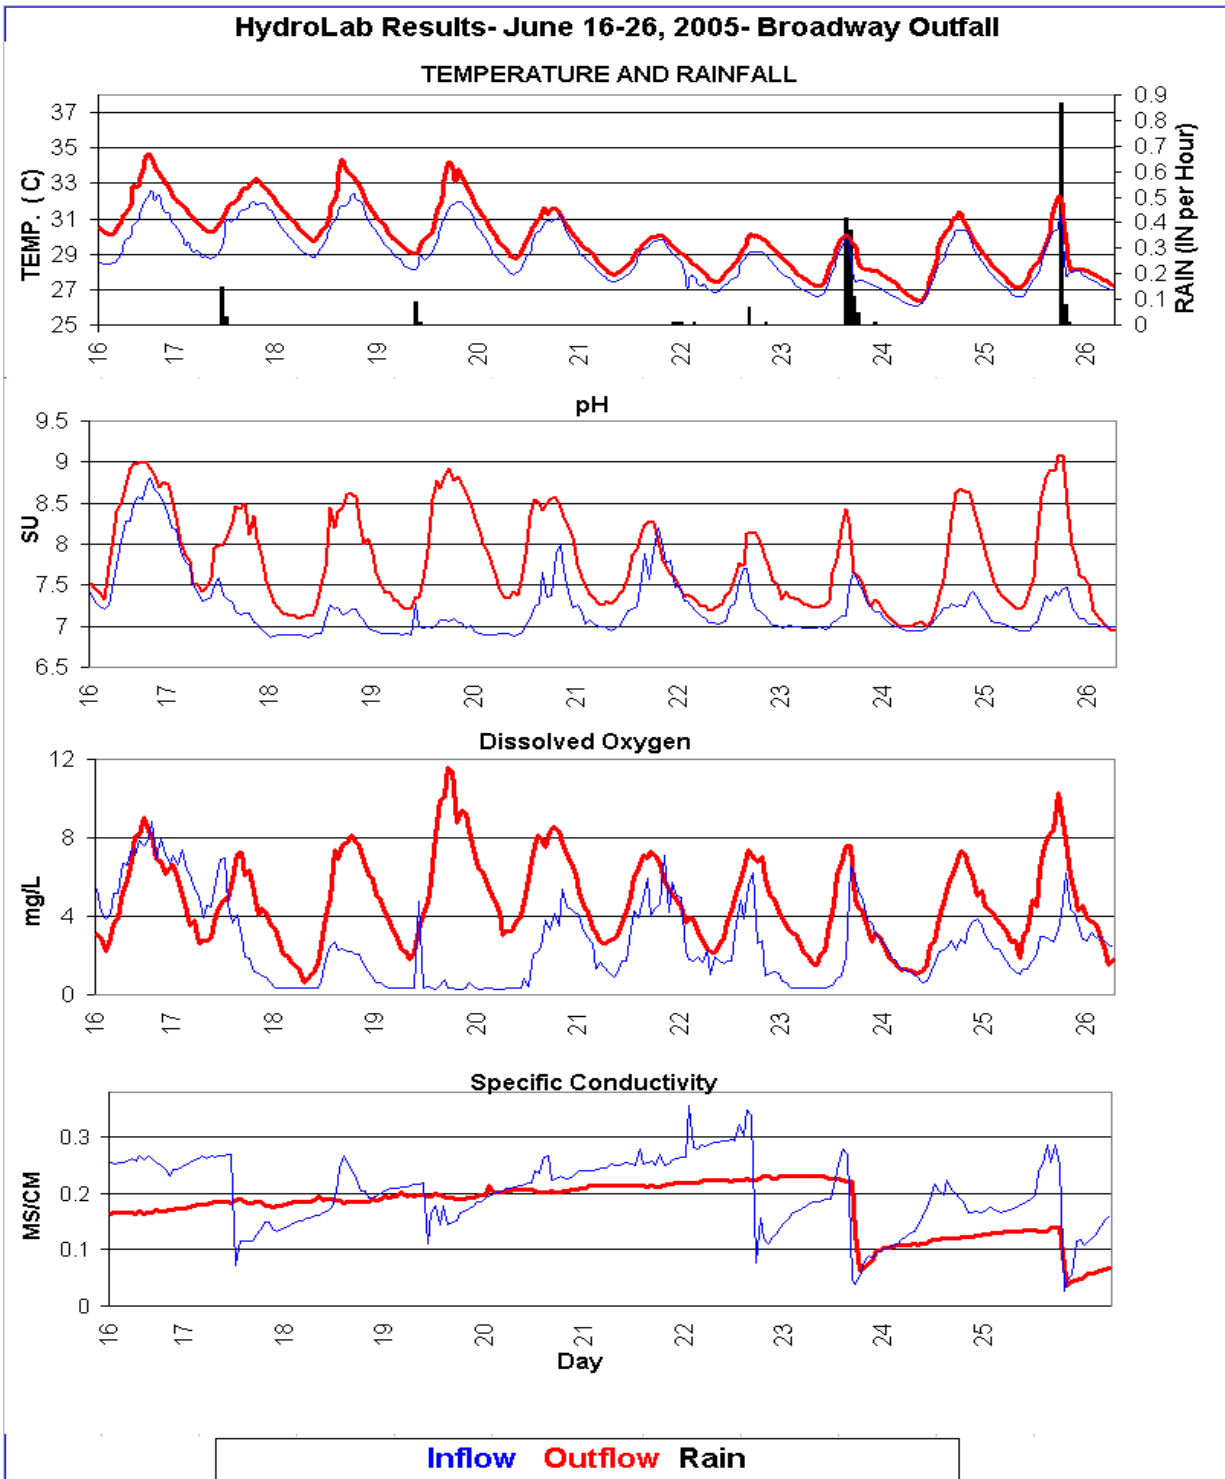 HydroLab Results- June 16-26, 2005- Broadway Outfall
TEMPERATURE AND RAINFALL
TEMP. ( C)
37
35
33
31
29
27
25
0.9
0.8
0.7
0.6
0.5
0.4
0.3
0.2
0.1
0
RAIN (IN per Hour)
16 17 18 19 20 21 22 23 24 25 26
pH
SU
9.5
9
8.5
8
7.5
7
6.5
16 17 18 19 20 21 22 23 24 25 26
Dissolved Oxygen
mg/L
12
8
4
0
16 17 18 19 20 21 22 23 24 25 26
Specific Conductivity
MS/CM
0.3
0.2
0.1
0
16 17 18 19 20 21 22 23 24 25
Day
Inflow Outflow Rain